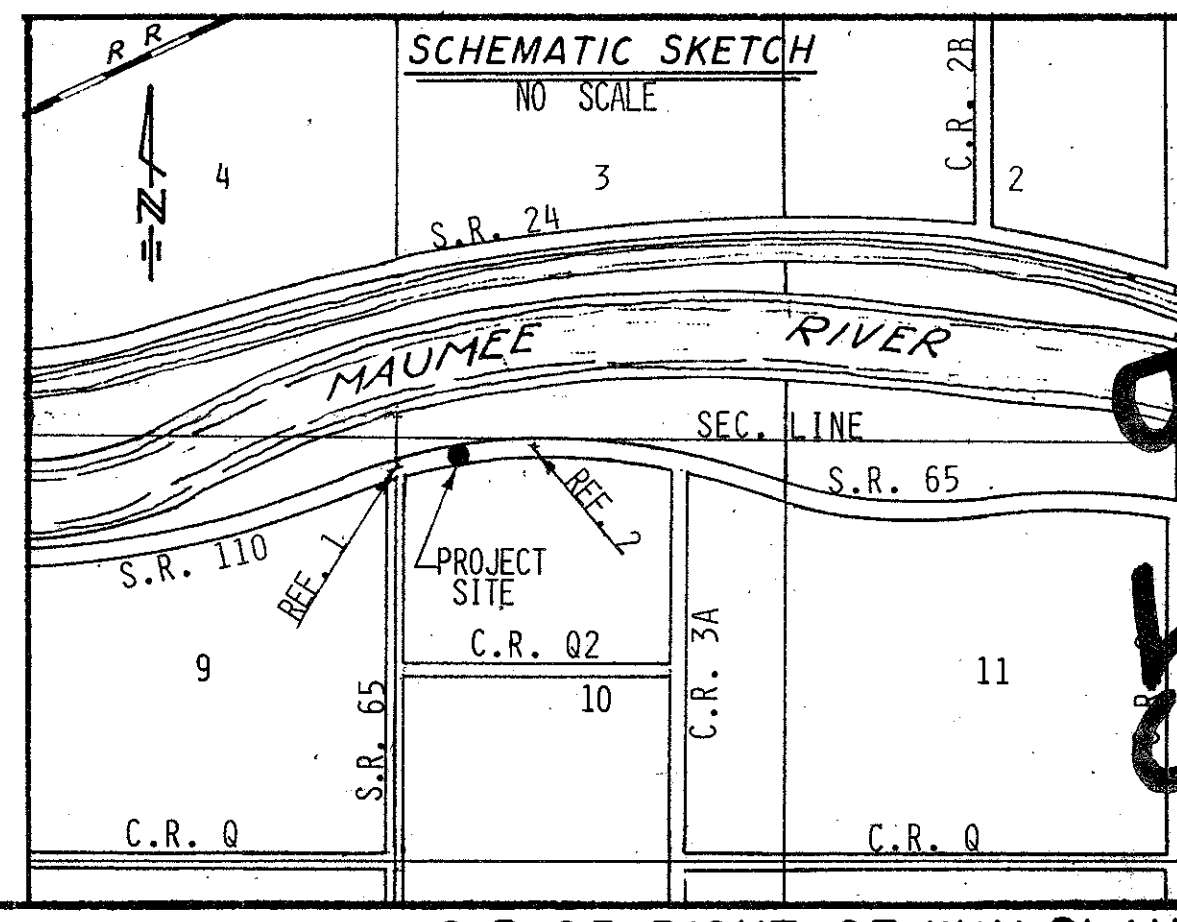 R R
SCHEMATIC SKETCH
NO SCALE
C.R. 2B
N
4
3
2
S.R. 24
MAUMEE RIVER
SEC. LINE
S.R. 65
REF. 2
S.R. 110
REF. 1
PROJECT
SITE
C.R. Q2
C.R. 3A
9
10
11
S.R. 65
C.R. Q
C.R. Q